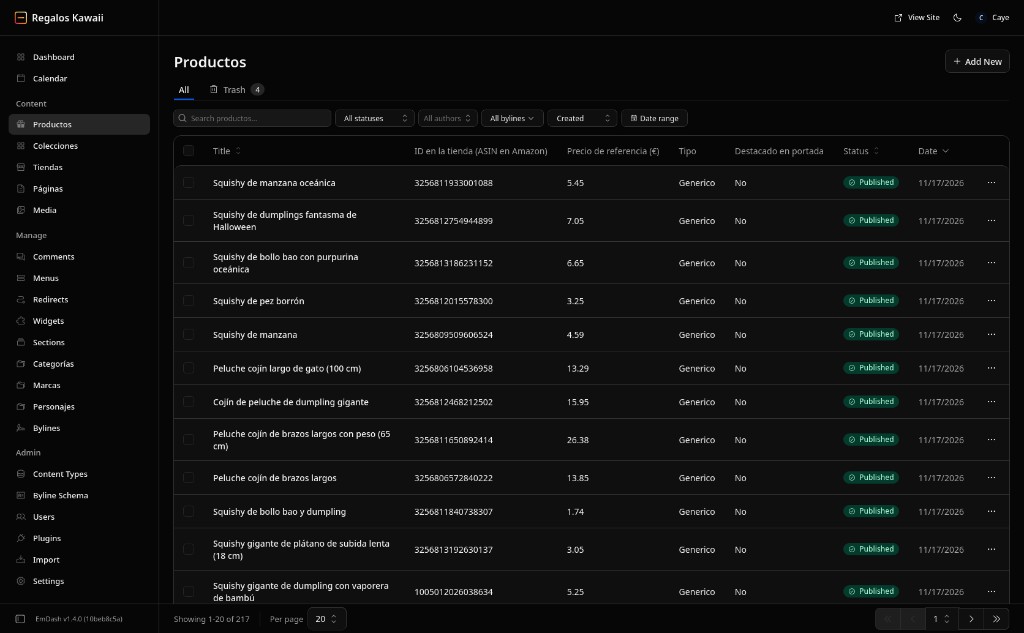 Regalos Kawaii
View Site
Caye
Dashboard
Calendar
Content
Productos
Colecciones
Tiendas
Páginas
Media
Manage
Comments
Menus
Redirects
Widgets
Sections
Categorías
Marcas
Personajes
Bylines
Admin
Content Types
Byline Schema
Users
Plugins
Import
Settings
EmDash v1.4.0 (10beb8c5a)
Productos
Add New
All
Trash 4
Search productos...
All statuses
All authors
All bylines
Created
Date range
Title ID en la tienda (ASIN en Amazon) Precio de referencia (€) Tipo Destacado en portada Status Date
Squishy de manzana oceánica 3256811933001088 5.45 Generico No Published 11/17/2026
Squishy de dumplings fantasma de
Halloween 3256812754944899 7.05 Generico No Published 11/17/2026
Squishy de bollo bao con purpurina
oceánica 3256813186231152 6.65 Generico No Published 11/17/2026
Squishy de pez borrón 3256812015578300 3.25 Generico No Published 11/17/2026
Squishy de manzana 3256809509606524 4.59 Generico No Published 11/17/2026
Peluche cojín largo de gato (100 cm) 3256806104536958 13.29 Generico No Published 11/17/2026
Cojín de peluche de dumpling gigante 3256812468212502 15.95 Generico No Published 11/17/2026
Peluche cojín de brazos largos con peso (65
cm) 3256811650892414 26.38 Generico No Published 11/17/2026
Peluche cojín de brazos largos 3256806572840222 13.85 Generico No Published 11/17/2026
Squishy de bollo bao y dumpling 3256811840738307 1.74 Generico No Published 11/17/2026
Squishy gigante de plátano de subida lenta
(18 cm) 3256813192630137 3.05 Generico No Published 11/17/2026
Squishy gigante de dumpling con vaporera
de bambú 1005012026038634 5.25 Generico No Published 11/17/2026
Showing 1-20 of 217
Per page 20
1